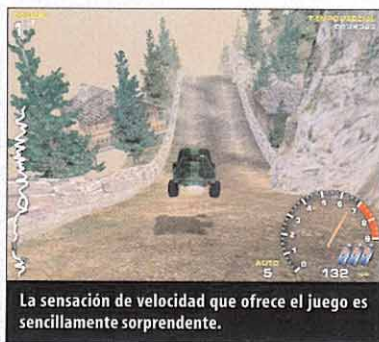 AUTO
5
132
La sensación de velocidad que ofrece el juego es
sencillamente sorprendente.